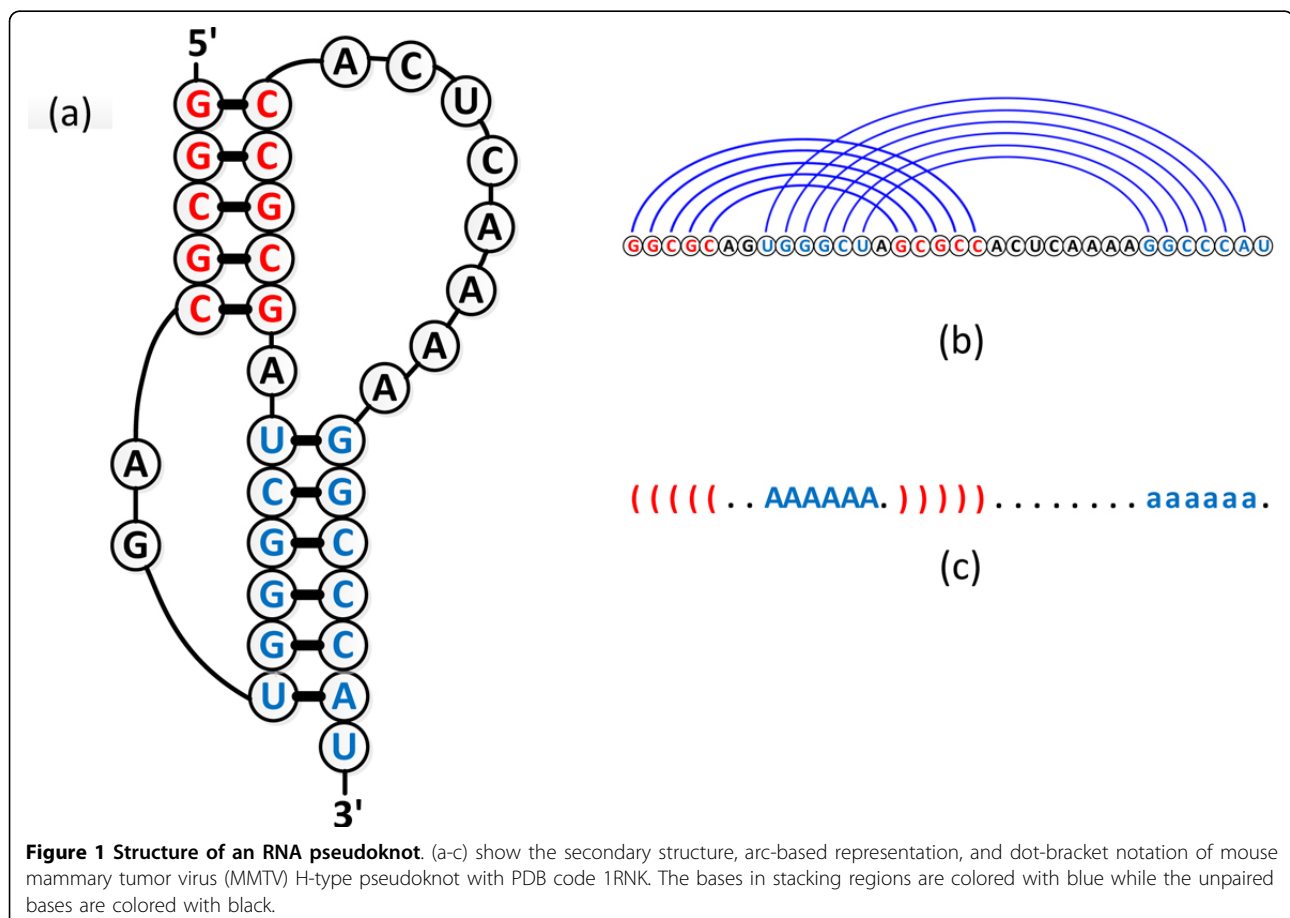 (a)
5'
G C A C U C A A A A
G C
C G
G C
C G
A
A
G
U G
C G
G C
G C
G C
U A
U
3'
GGCGCAGUGGGCUAGCGCCACUCAAAAGGCCCAU
(b)
( ( ( ( ( . . AAAAAA. ) ) ) ) ) . . . . . . . . aaaaaa.
(c)
Figure 1 Structure of an RNA pseudoknot. (a-c) show the secondary structure, arc-based representation, and dot-bracket notation of mouse
mammary tumor virus (MMTV) H-type pseudoknot with PDB code 1RNK. The bases in stacking regions are colored with blue while the unpaired
bases are colored with black.